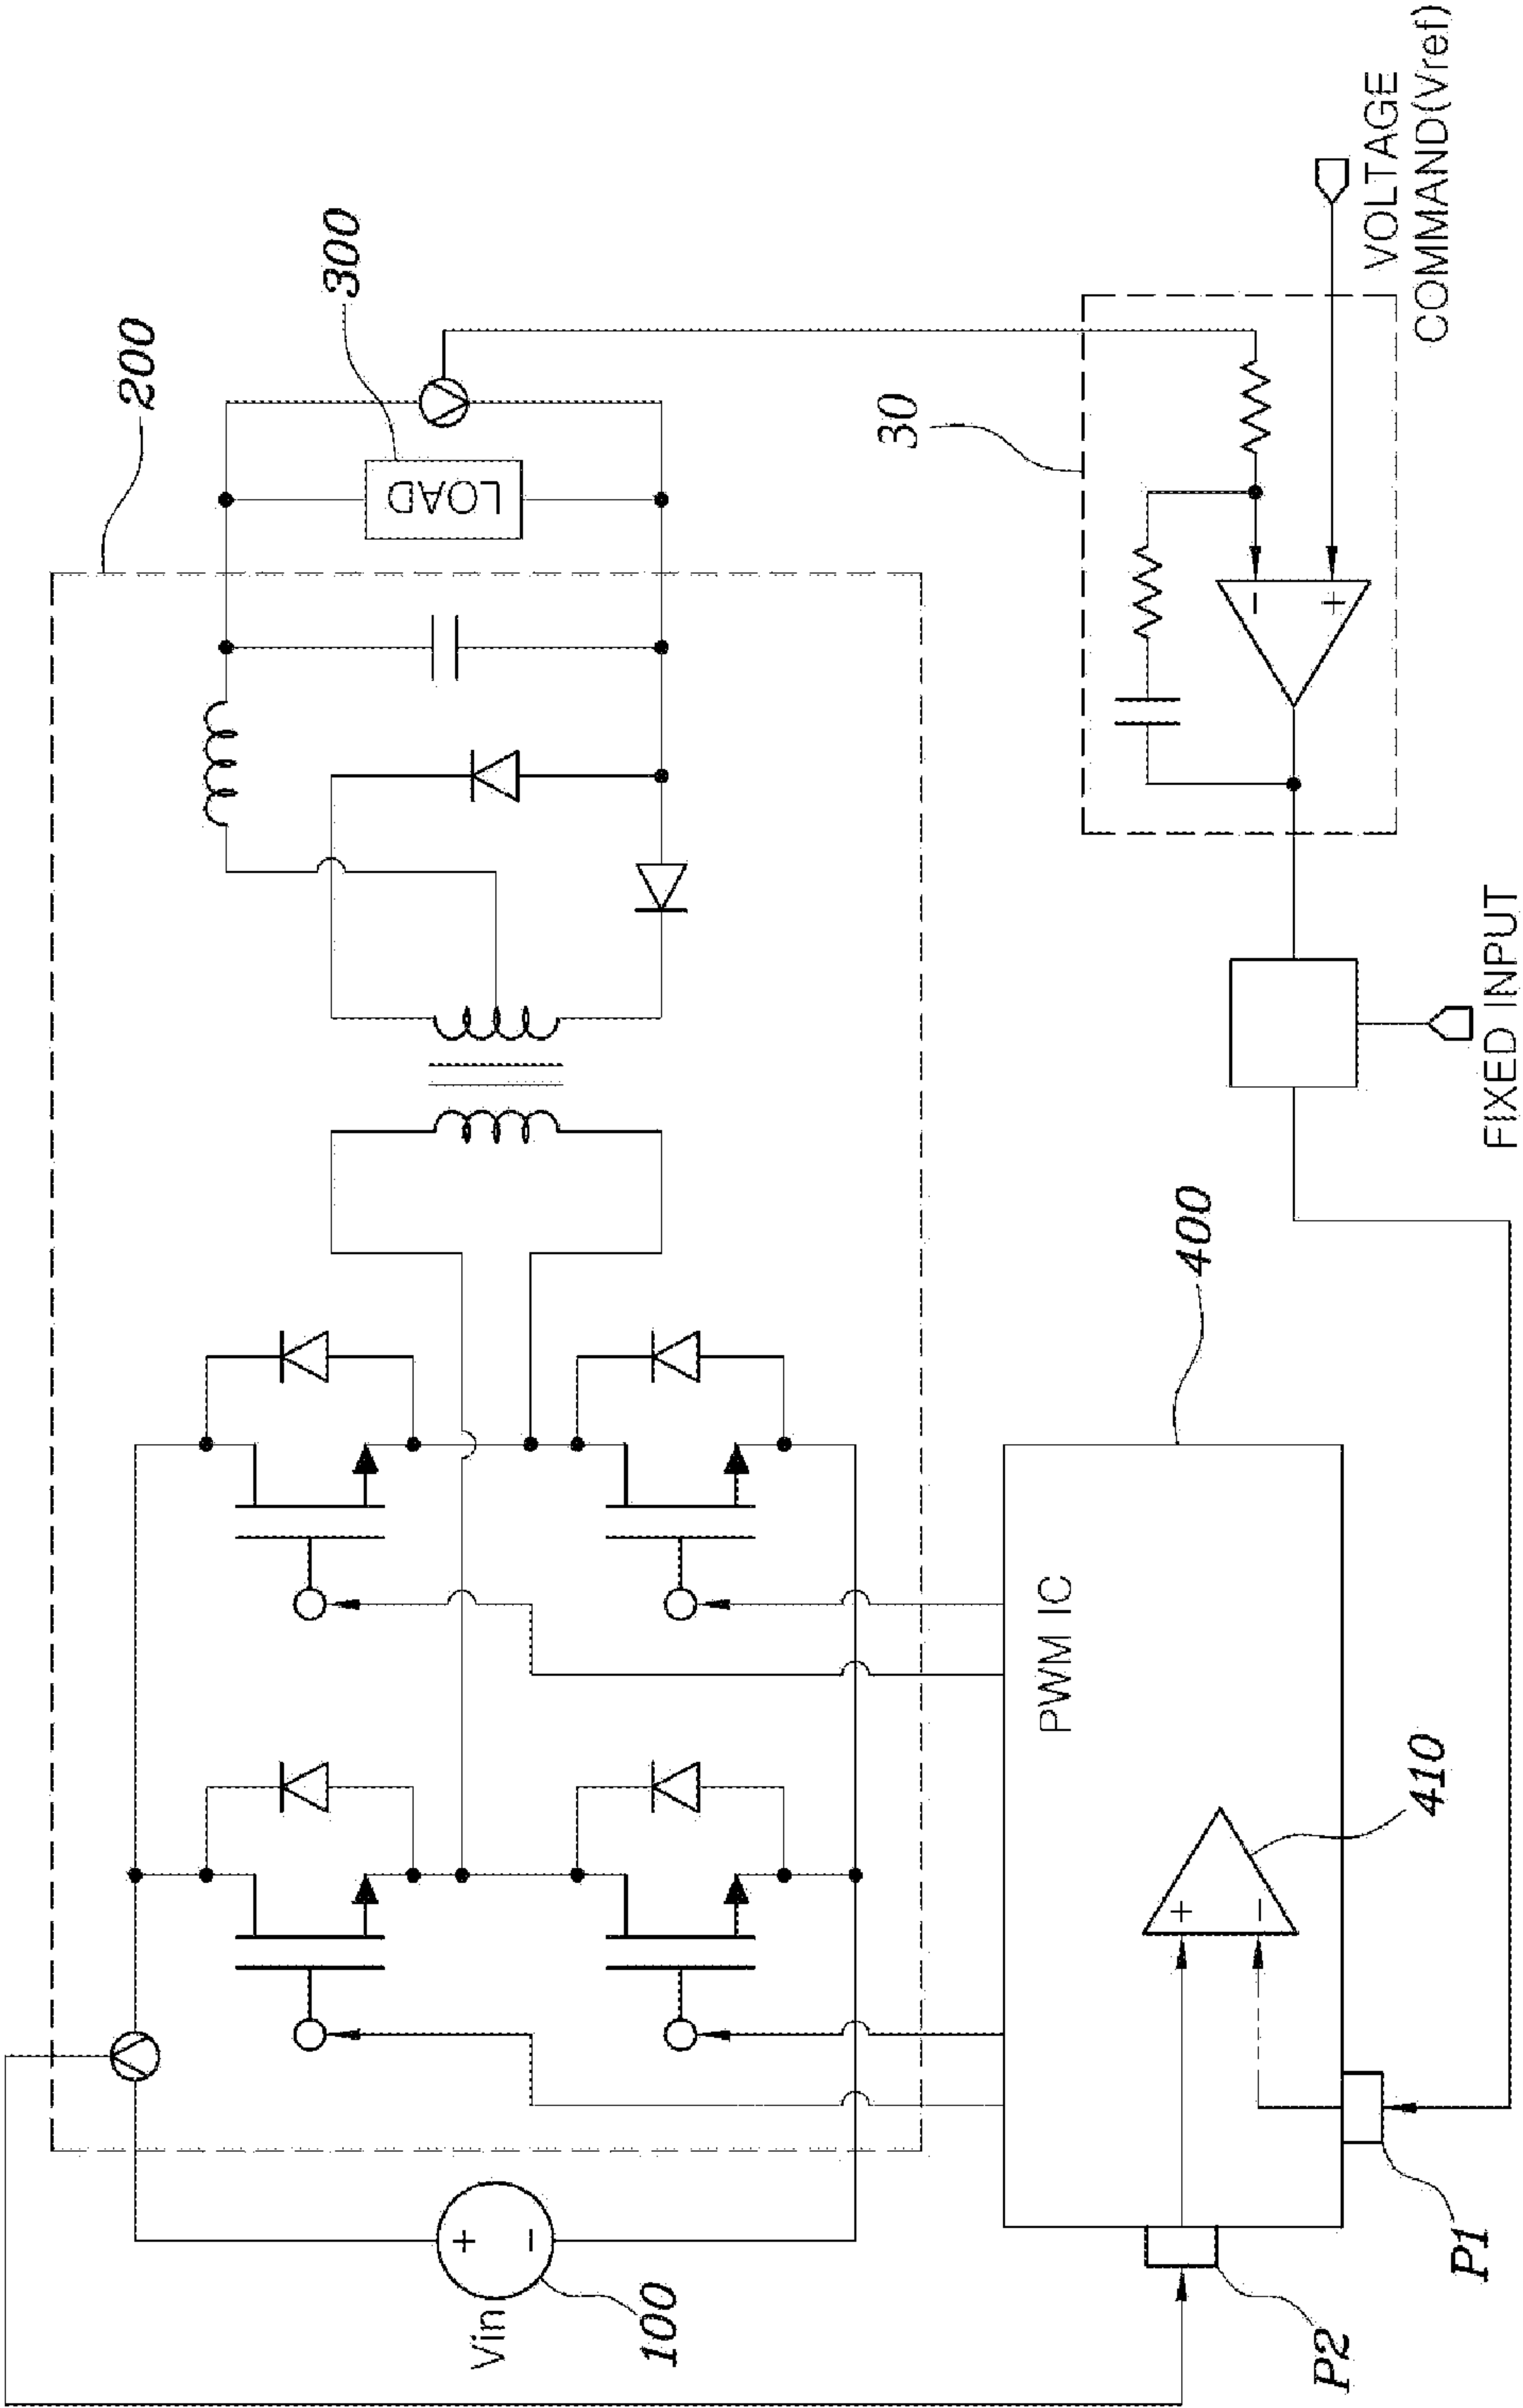 200
300
LOAD
30
VOLTAGE
COMMAND(Vref)
FIXED INPUT
400
PWM IC
410
+
−
−
+
+
−
Vin
100
P2
P1